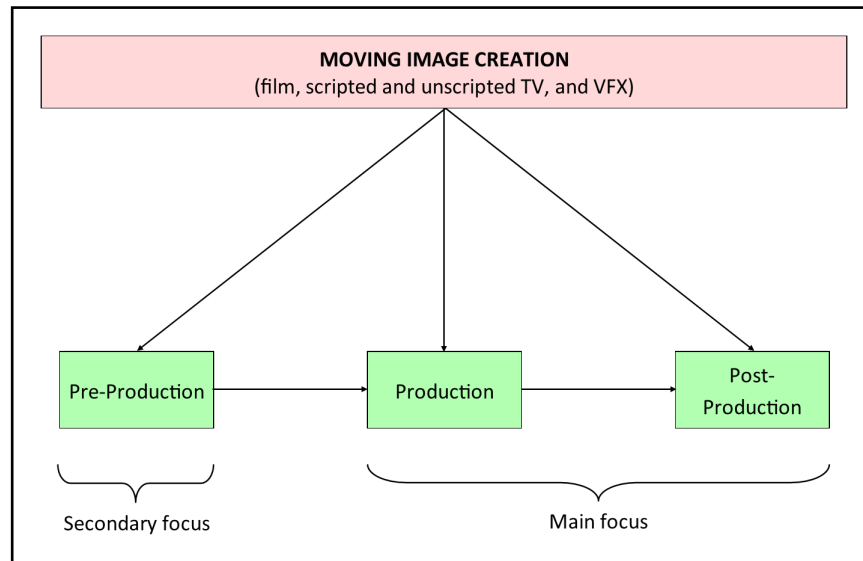 MOVING IMAGE CREATION
(film, scripted and unscripted TV, and VFX)
Pre-Production
Production
Post-
Production
Secondary focus
Main focus